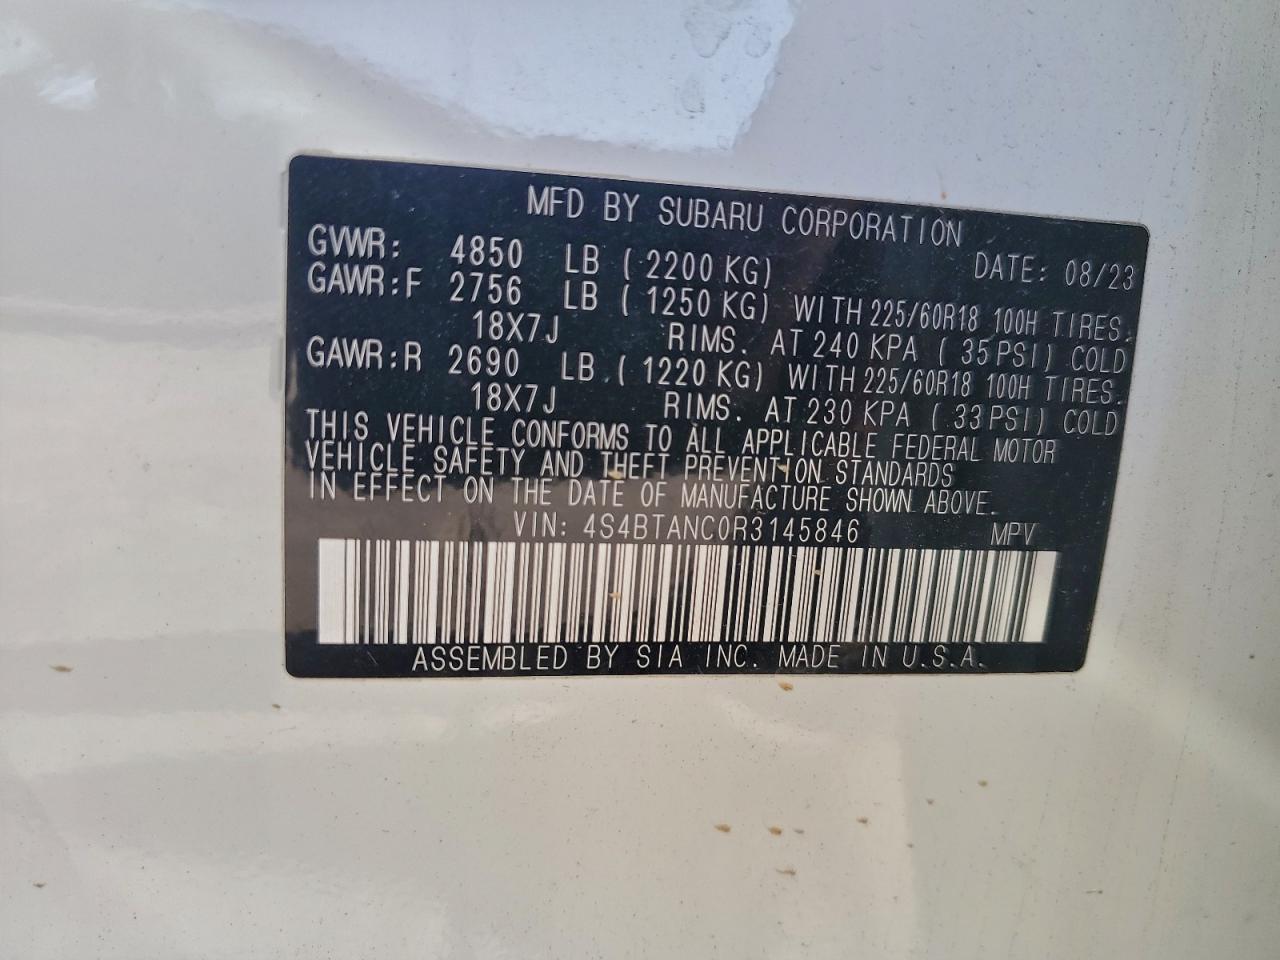 MFD BY SUBARU CORPORATION
GVWR: 4850 LB ( 2200 KG) DATE: 08/23
GAWR:F 2756 LB ( 1250 KG) WITH 225/60R18 100H TIRES.
18X7J RIMS. AT 240 KPA ( 35PSI) COLD
GAWR:R 2690 LB ( 1220 KG) WITH 225/60R18 100H TIRES.
18X7J RIMS. AT 230 KPA ( 33PSI) COLD
THIS VEHICLE CONFORMS TO ALL APPLICABLE FEDERAL MOTOR
VEHICLE SAFETY AND THEFT PREVENTION STANDARDS
IN EFFECT ON THE DATE OF MANUFACTURE SHOWN ABOVE.
VIN: 4S4BTANC0R3145846 MPV
ASSEMBLED BY SIA INC. MADE IN U.S.A.